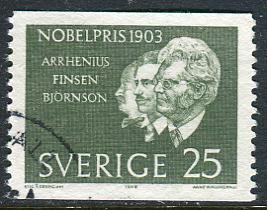 NOBELPRIS 1903
ARRHENIUS
FINSEN
BJÖRNSON
SVERIGE 25